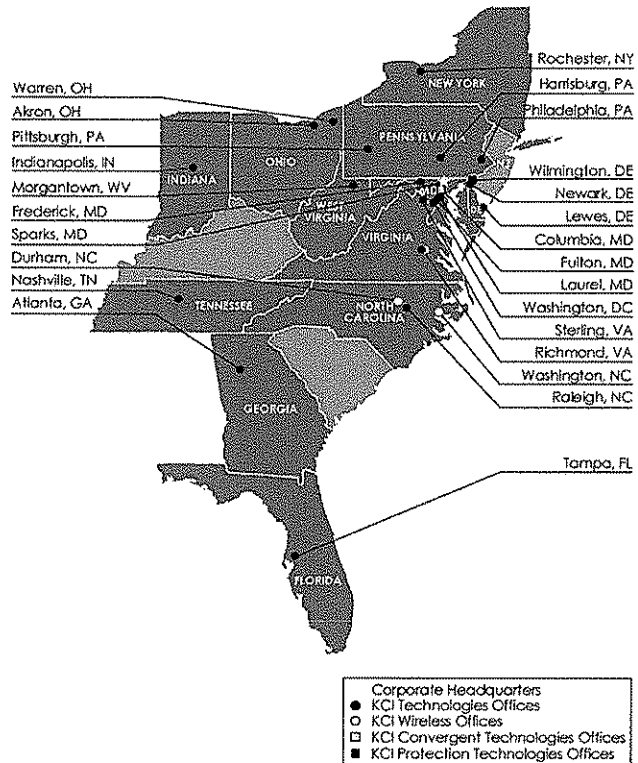 Rochester, NY
Harrisburg, PA
Philadelphia, PA
Warren, OH
Akron, OH
Pittsburgh, PA
Indianapolis, IN
Morgantown, WV
Frederick, MD
Sparks, MD
Durham, NC
Nashville, TN
Atlanta, GA
Wilmington, DE
Newark, DE
Lewes, DE
Columbia, MD
Fulton, MD
Laurel, MD
Washington, DC
Sterling, VA
Richmond, VA
Washington, NC
Raleigh, NC
Tampa, FL
NEW YORK
PENNSYLVANIA
OHIO
INDIANA
WEST
VIRGINIA
VIRGINIA
TENNESSEE
NORTH
CAROLINA
GEORGIA
FLORIDA
Corporate Headquarters
KCI Technologies Offices
KCI Wireless Offices
KCI Convergent Technologies Offices
KCI Protection Technologies Offices